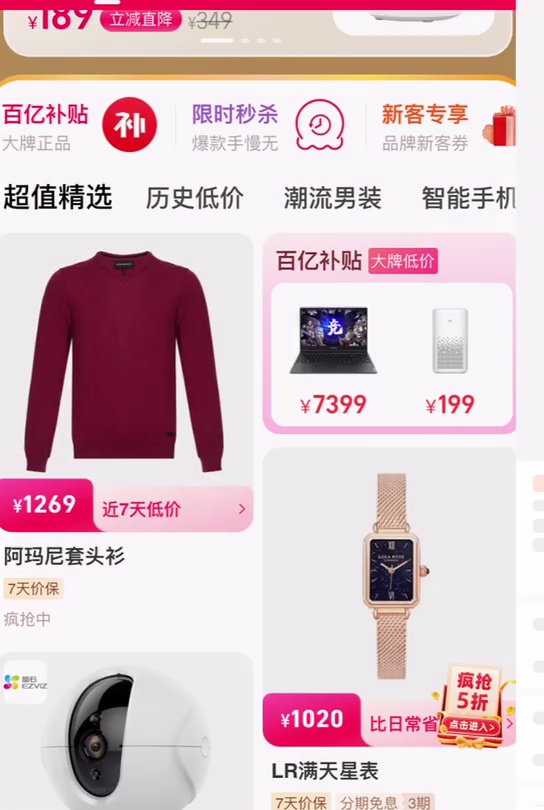 ¥189 立减直降 ¥349
百亿补贴 补 限时秒杀 新客专享
大牌正品 爆款手慢无 品牌新客券
超值精选 历史低价 潮流男装 智能手机
百亿补贴 大牌低价
竞
¥7399 ¥199
¥1269 近7天低价 >
阿玛尼套头衫
7天价保
疯抢中
EZVIZ
LOLA ROSE
疯抢
5折
点击进入>
¥1020 比日常省 >
LR满天星表
7天价保 分期免息 3期